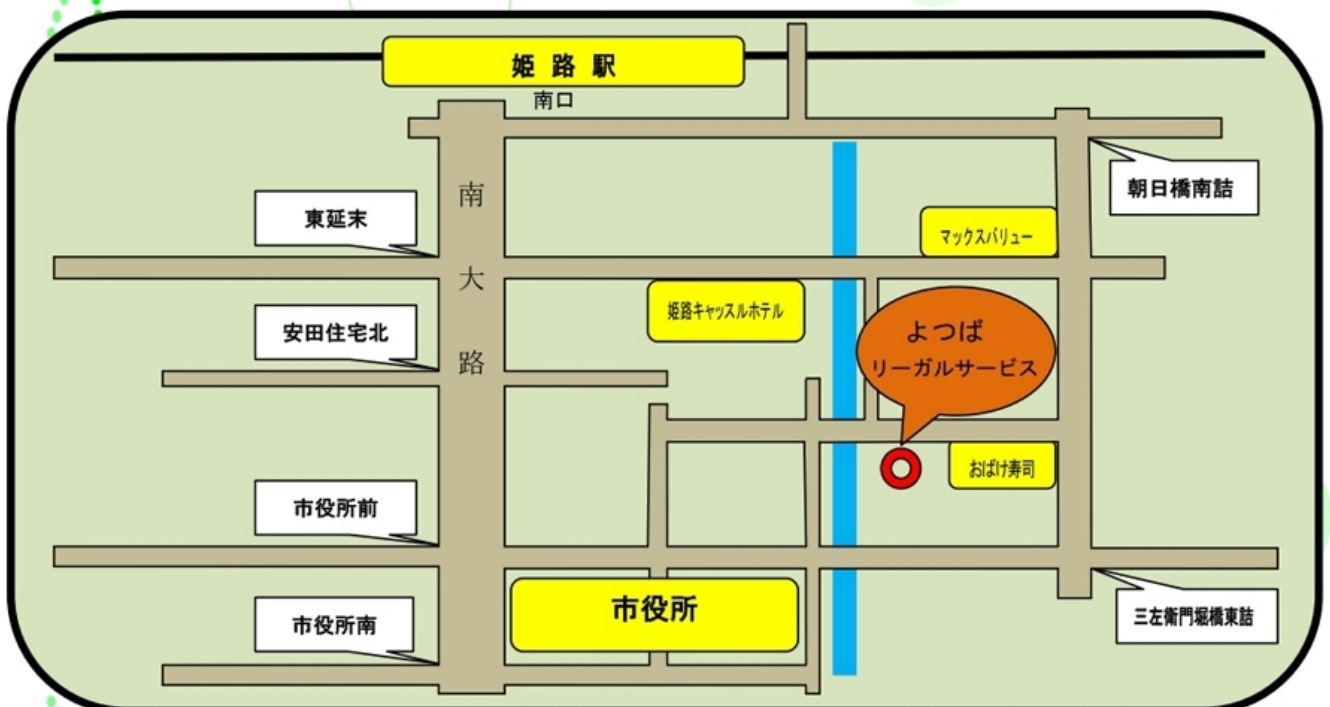 姫路駅
南口
朝日橋南詰
南大路
東延末
マックスバリュー
姫路キャッスルホテル
安田住宅北
よつば
リーガルサービス
おばけ寿司
市役所前
市役所
市役所南
三左衛門堀橋東詰